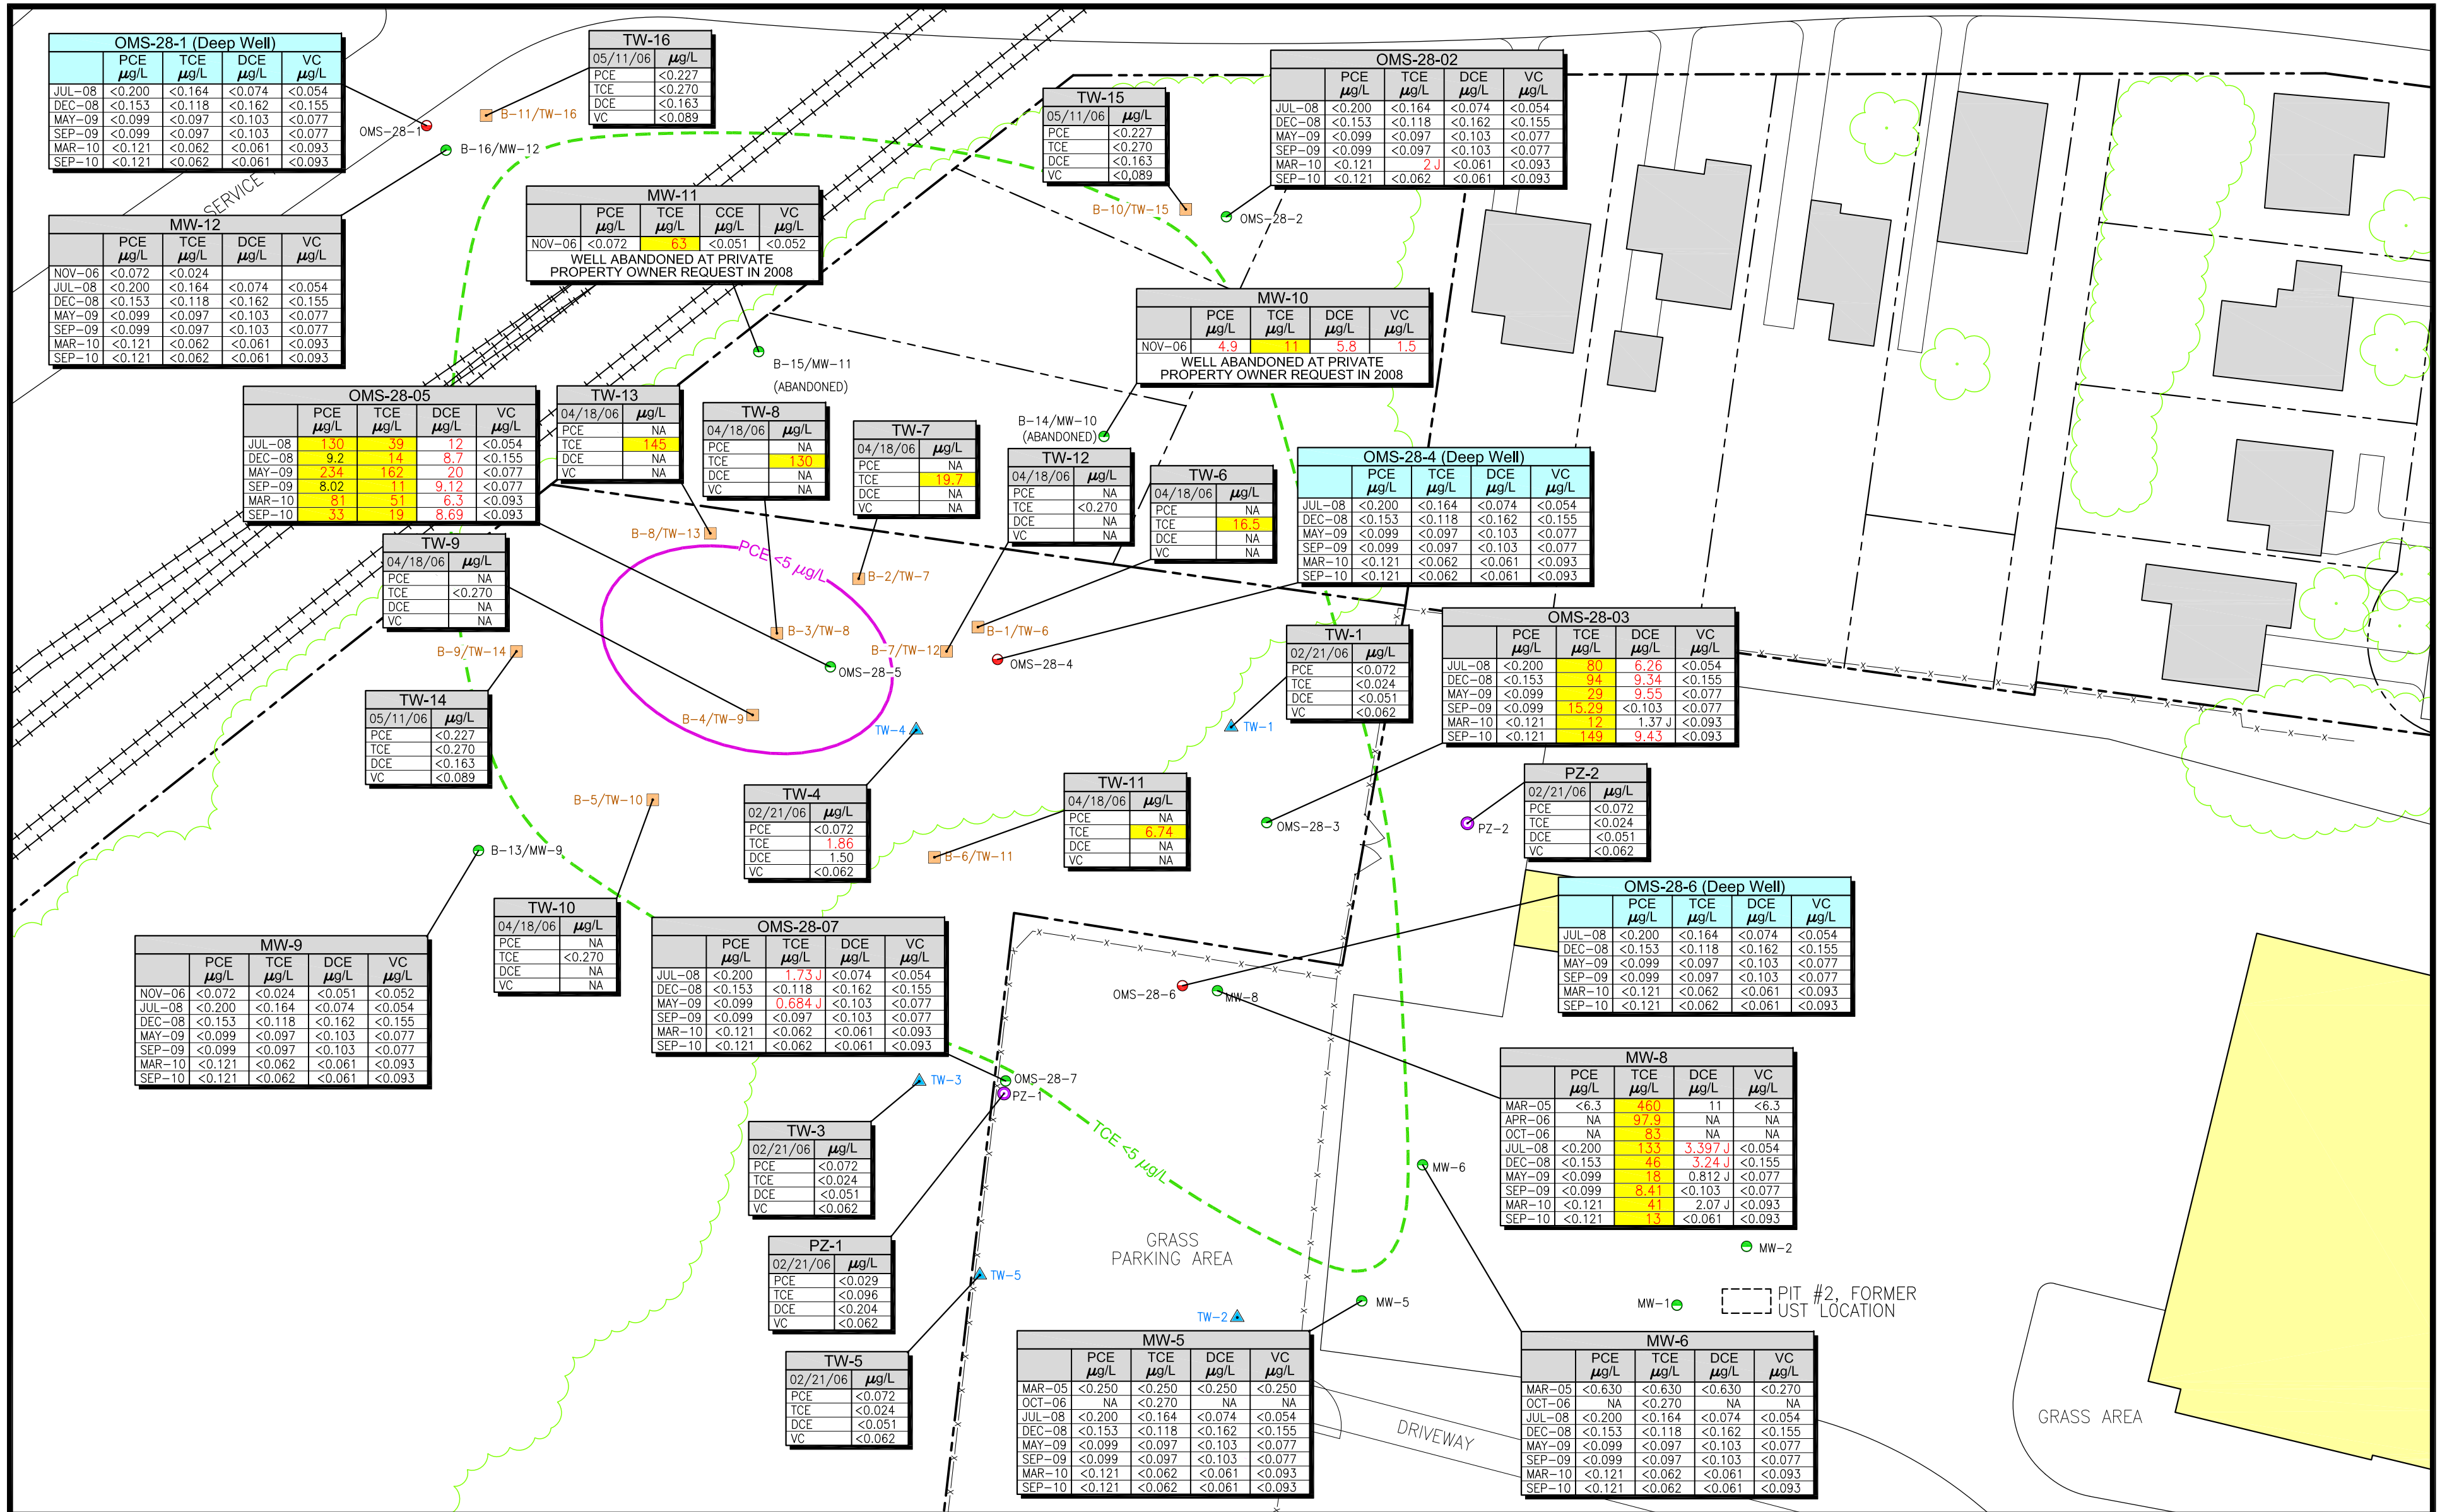 OMS-28-1 (Deep Well)
PCE µg/L TCE µg/L DCE µg/L VC µg/L
JUL-08 <0.200 <0.164 <0.074 <0.054
DEC-08 <0.153 <0.118 <0.162 <0.155
MAY-09 <0.099 <0.097 <0.103 <0.077
SEP-09 <0.099 <0.097 <0.103 <0.077
MAR-10 <0.121 <0.062 <0.061 <0.093
SEP-10 <0.121 <0.062 <0.061 <0.093
OMS-28-1
B-11/TW-16
B-16/MW-12
SERVICE
TW-16
05/11/06 µg/L
PCE <0.227
TCE <0.270
DCE <0.163
VC <0.089
TW-15
05/11/06 µg/L
PCE <0.227
TCE <0.270
DCE <0.163
VC <0.089
B-10/TW-15
OMS-28-02
PCE µg/L TCE µg/L DCE µg/L VC µg/L
JUL-08 <0.200 <0.164 <0.074 <0.054
DEC-08 <0.153 <0.118 <0.162 <0.155
MAY-09 <0.099 <0.097 <0.103 <0.077
SEP-09 <0.099 <0.097 <0.103 <0.077
MAR-10 <0.121 2 J <0.061 <0.093
SEP-10 <0.121 <0.062 <0.061 <0.093
OMS-28-2
MW-12
PCE µg/L TCE µg/L DCE µg/L VC µg/L
NOV-06 <0.072 <0.024
JUL-08 <0.200 <0.164 <0.074 <0.054
DEC-08 <0.153 <0.118 <0.162 <0.155
MAY-09 <0.099 <0.097 <0.103 <0.077
SEP-09 <0.099 <0.097 <0.103 <0.077
MAR-10 <0.121 <0.062 <0.061 <0.093
SEP-10 <0.121 <0.062 <0.061 <0.093
MW-11
PCE µg/L TCE µg/L CCE µg/L VC µg/L
NOV-06 <0.072 63 <0.051 <0.052
WELL ABANDONED AT PRIVATE
PROPERTY OWNER REQUEST IN 2008
B-15/MW-11
(ABANDONED)
MW-10
PCE µg/L TCE µg/L DCE µg/L VC µg/L
NOV-06 4.9 11 5.8 1.5
WELL ABANDONED AT PRIVATE
PROPERTY OWNER REQUEST IN 2008
B-14/MW-10
(ABANDONED)
OMS-28-05
PCE µg/L TCE µg/L DCE µg/L VC µg/L
JUL-08 130 39 12 <0.054
DEC-08 9.2 14 8.7 <0.155
MAY-09 234 162 20 <0.077
SEP-09 8.02 11 9.12 <0.077
MAR-10 81 51 6.3 <0.093
SEP-10 33 19 8.69 <0.093
TW-13
04/18/06 µg/L
PCE NA
TCE 145
DCE NA
VC NA
TW-8
04/18/06 µg/L
PCE NA
TCE 130
DCE NA
VC NA
TW-7
04/18/06 µg/L
PCE NA
TCE 19.7
DCE NA
VC NA
TW-12
04/18/06 µg/L
PCE NA
TCE <0.270
DCE NA
VC NA
TW-6
04/18/06 µg/L
PCE NA
TCE 16.5
DCE NA
VC NA
OMS-28-4 (Deep Well)
PCE µg/L TCE µg/L DCE µg/L VC µg/L
JUL-08 <0.200 <0.164 <0.074 <0.054
DEC-08 <0.153 <0.118 <0.162 <0.155
MAY-09 <0.099 <0.097 <0.103 <0.077
SEP-09 <0.099 <0.097 <0.103 <0.077
MAR-10 <0.121 <0.062 <0.061 <0.093
SEP-10 <0.121 <0.062 <0.061 <0.093
TW-9
04/18/06 µg/L
PCE NA
TCE <0.270
DCE NA
VC NA
B-8/TW-13
PCE <5 µg/L
B-2/TW-7
B-3/TW-8
B-7/TW-12
B-1/TW-6
OMS-28-4
OMS-28-5
B-9/TW-14
B-4/TW-9
TW-4
TW-1
TW-1
02/21/06 µg/L
PCE <0.072
TCE <0.024
DCE <0.051
VC <0.062
OMS-28-03
PCE µg/L TCE µg/L DCE µg/L VC µg/L
JUL-08 <0.200 80 6.26 <0.054
DEC-08 <0.153 94 9.34 <0.155
MAY-09 <0.099 29 9.55 <0.077
SEP-09 <0.099 15.29 <0.103 <0.077
MAR-10 <0.121 12 1.37 J <0.093
SEP-10 <0.121 149 9.43 <0.093
TW-14
05/11/06 µg/L
PCE <0.227
TCE <0.270
DCE <0.163
VC <0.089
B-5/TW-10
B-13/MW-9
TW-4
02/21/06 µg/L
PCE <0.072
TCE 1.86
DCE 1.50
VC <0.062
TW-11
04/18/06 µg/L
PCE NA
TCE 6.74
DCE NA
VC NA
B-6/TW-11
OMS-28-3
PZ-2
PZ-2
02/21/06 µg/L
PCE <0.072
TCE <0.024
DCE <0.051
VC <0.062
TW-10
04/18/06 µg/L
PCE NA
TCE <0.270
DCE NA
VC NA
MW-9
PCE µg/L TCE µg/L DCE µg/L VC µg/L
NOV-06 <0.072 <0.024 <0.051 <0.052
JUL-08 <0.200 <0.164 <0.074 <0.054
DEC-08 <0.153 <0.118 <0.162 <0.155
MAY-09 <0.099 <0.097 <0.103 <0.077
SEP-09 <0.099 <0.097 <0.103 <0.077
MAR-10 <0.121 <0.062 <0.061 <0.093
SEP-10 <0.121 <0.062 <0.061 <0.093
OMS-28-07
PCE µg/L TCE µg/L DCE µg/L VC µg/L
JUL-08 <0.200 1.73 J <0.074 <0.054
DEC-08 <0.153 <0.118 <0.162 <0.155
MAY-09 <0.099 0.684 J <0.103 <0.077
SEP-09 <0.099 <0.097 <0.103 <0.077
MAR-10 <0.121 <0.062 <0.061 <0.093
SEP-10 <0.121 <0.062 <0.061 <0.093
OMS-28-6 (Deep Well)
PCE µg/L TCE µg/L DCE µg/L VC µg/L
JUL-08 <0.200 <0.164 <0.074 <0.054
DEC-08 <0.153 <0.118 <0.162 <0.155
MAY-09 <0.099 <0.097 <0.103 <0.077
SEP-09 <0.099 <0.097 <0.103 <0.077
MAR-10 <0.121 <0.062 <0.061 <0.093
SEP-10 <0.121 <0.062 <0.061 <0.093
OMS-28-6
MW-8
TW-3
OMS-28-7
PZ-1
MW-8
PCE µg/L TCE µg/L DCE µg/L VC µg/L
MAR-05 <6.3 460 11 <6.3
APR-06 NA 97.9 NA NA
OCT-06 NA 83 NA NA
JUL-08 <0.200 133 3.397 J <0.054
DEC-08 <0.153 46 3.24 J <0.155
MAY-09 <0.099 18 0.812 J <0.077
SEP-09 <0.099 8.41 <0.103 <0.077
MAR-10 <0.121 41 2.07 J <0.093
SEP-10 <0.121 13 <0.061 <0.093
TW-3
02/21/06 µg/L
PCE <0.072
TCE <0.024
DCE <0.051
VC <0.062
TCE <5 µg/L
MW-6
GRASS
PARKING AREA
MW-2
PZ-1
02/21/06 µg/L
PCE <0.029
TCE <0.096
DCE <0.204
VC <0.062
TW-5
TW-2
MW-5
MW-1
PIT #2, FORMER
UST LOCATION
TW-5
02/21/06 µg/L
PCE <0.072
TCE <0.024
DCE <0.051
VC <0.062
MW-5
PCE µg/L TCE µg/L DCE µg/L VC µg/L
MAR-05 <0.250 <0.250 <0.250 <0.250
OCT-06 NA <0.270 NA NA
JUL-08 <0.200 <0.164 <0.074 <0.054
DEC-08 <0.153 <0.118 <0.162 <0.155
MAY-09 <0.099 <0.097 <0.103 <0.077
SEP-09 <0.099 <0.097 <0.103 <0.077
MAR-10 <0.121 <0.062 <0.061 <0.093
SEP-10 <0.121 <0.062 <0.061 <0.093
DRIVEWAY
MW-6
PCE µg/L TCE µg/L DCE µg/L VC µg/L
MAR-05 <0.630 <0.630 <0.630 <0.270
OCT-06 NA <0.270 NA NA
JUL-08 <0.200 <0.164 <0.074 <0.054
DEC-08 <0.153 <0.118 <0.162 <0.155
MAY-09 <0.099 <0.097 <0.103 <0.077
SEP-09 <0.099 <0.097 <0.103 <0.077
MAR-10 <0.121 <0.062 <0.061 <0.093
SEP-10 <0.121 <0.062 <0.061 <0.093
GRASS AREA